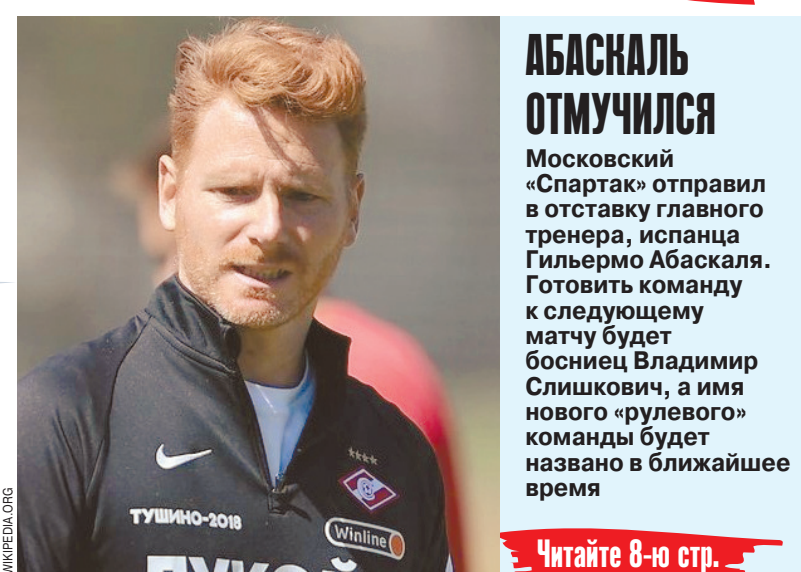 АБАСКАЛЬ
ОТМУЧИЛСЯ
Московский
«Спартак» отправил
в отставку главного
тренера, испанца
Гильермо Абаскаля.
Готовить команду
к следующему
матчу будет
босниец Владимир
Слишкович, а имя
нового «рулевого»
команды будет
названо в ближайшее
время
Читайте 8-ю стр.
ТУШИНО-2018
Winline
WIKIPEDIA.ORG